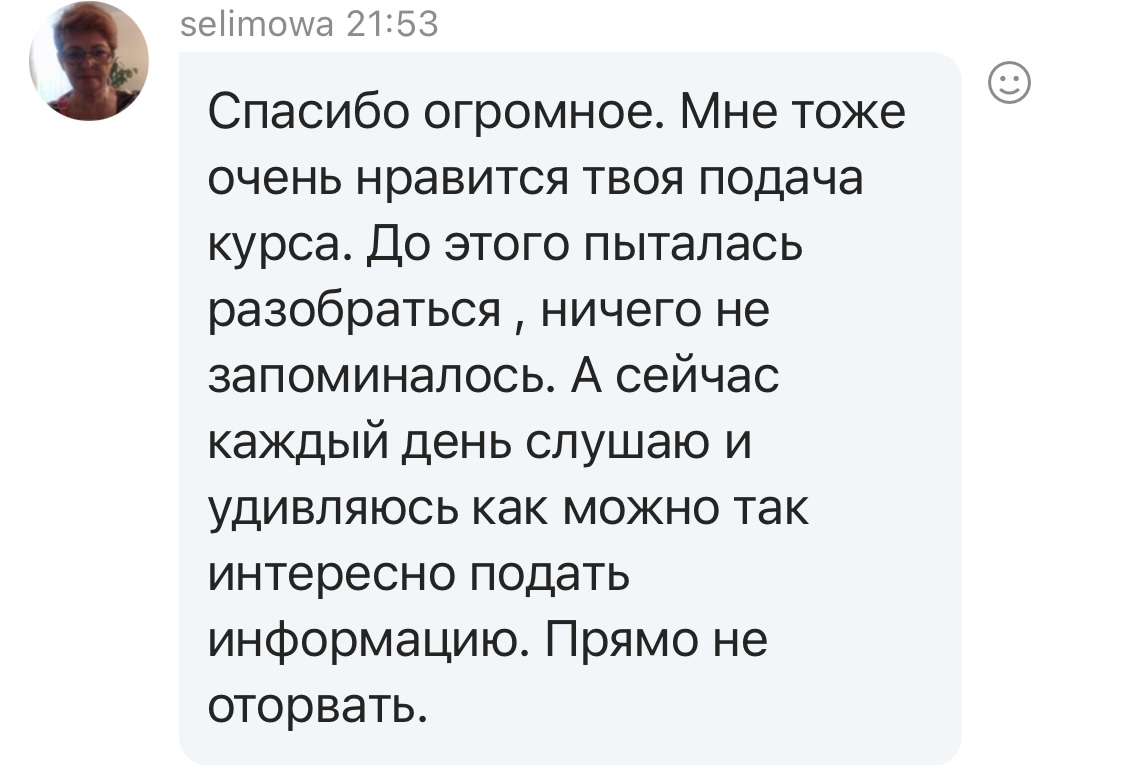 selimowa 21:53
Спасибо огромное. Мне тоже
очень нравится твоя подача
курса. До этого пыталась
разобраться , ничего не
запоминалось. А сейчас
каждый день слушаю и
удивляюсь как можно так
интересно подать
информацию. Прямо не
оторвать.